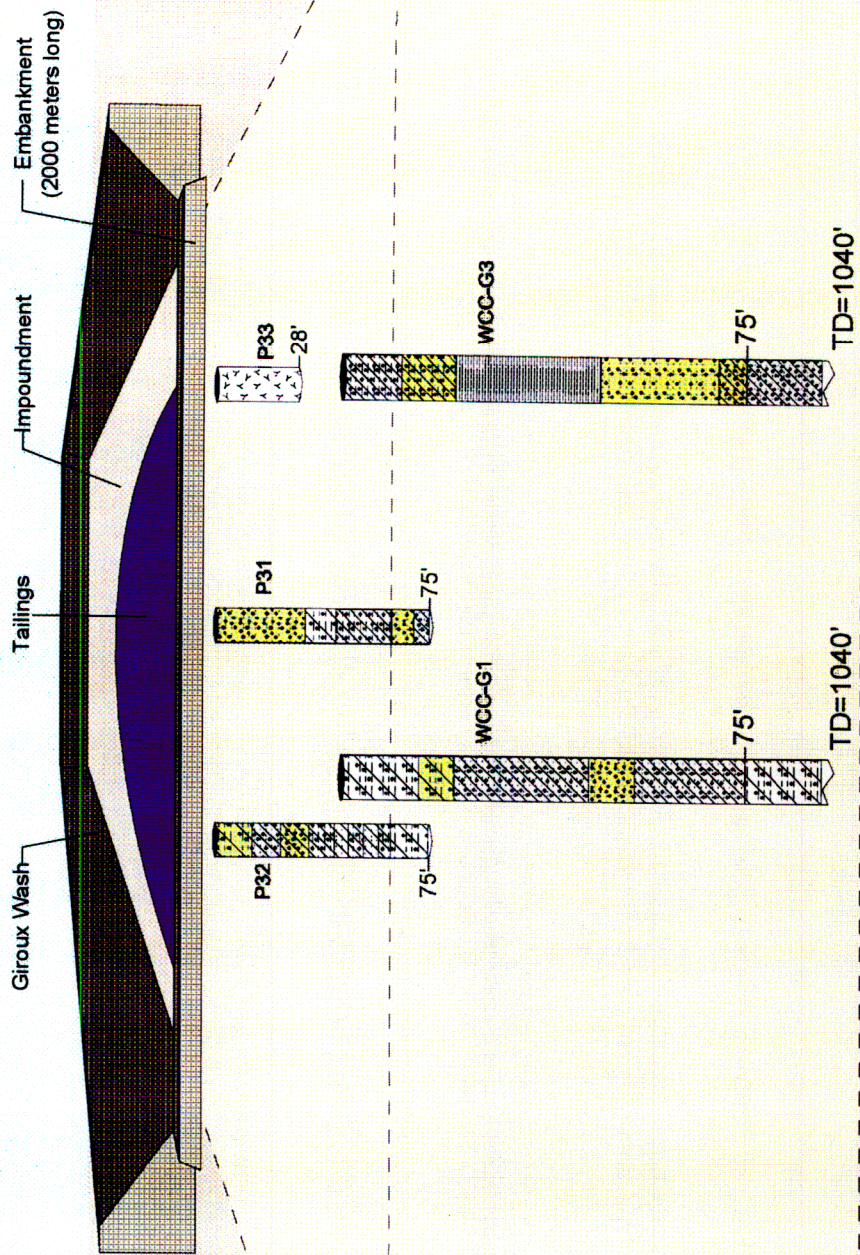 Giroux Wash
Tailings
Impoundment
Embankment
(2000 meters long)
P32
75'
WCC-G1
75'
TD=1040'
P31
75'
P33
28'
WCC-G3
75'
TD=1040'